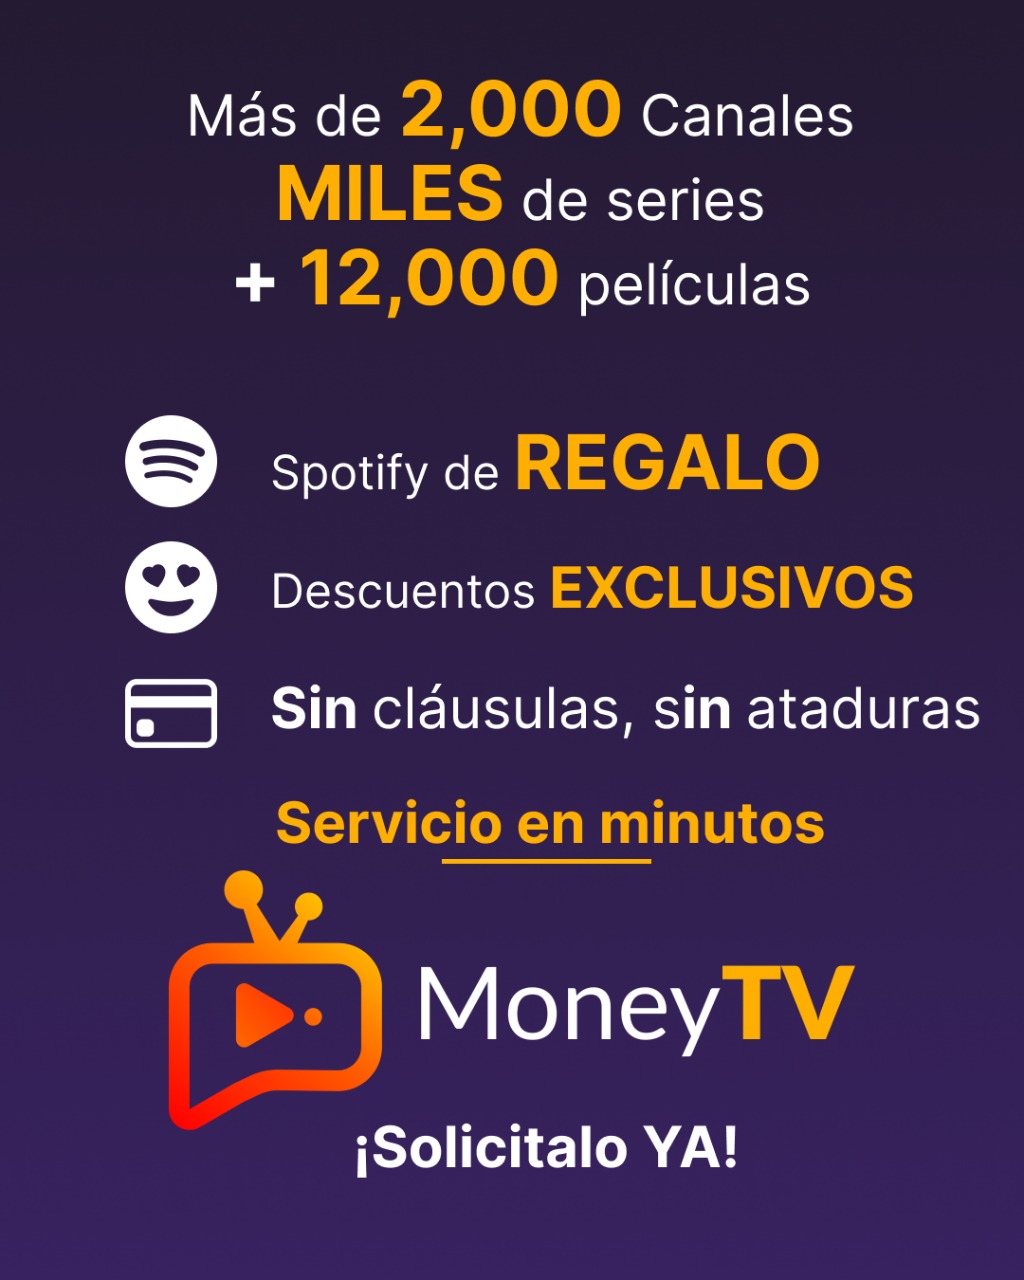 Más de 2,000 Canales
MILES de series
+ 12,000 películas
Spotify de REGALO
Descuentos EXCLUSIVOS
Sin cláusulas, sin ataduras
Servicio en minutos
MoneyTV
¡Solicitalo YA!